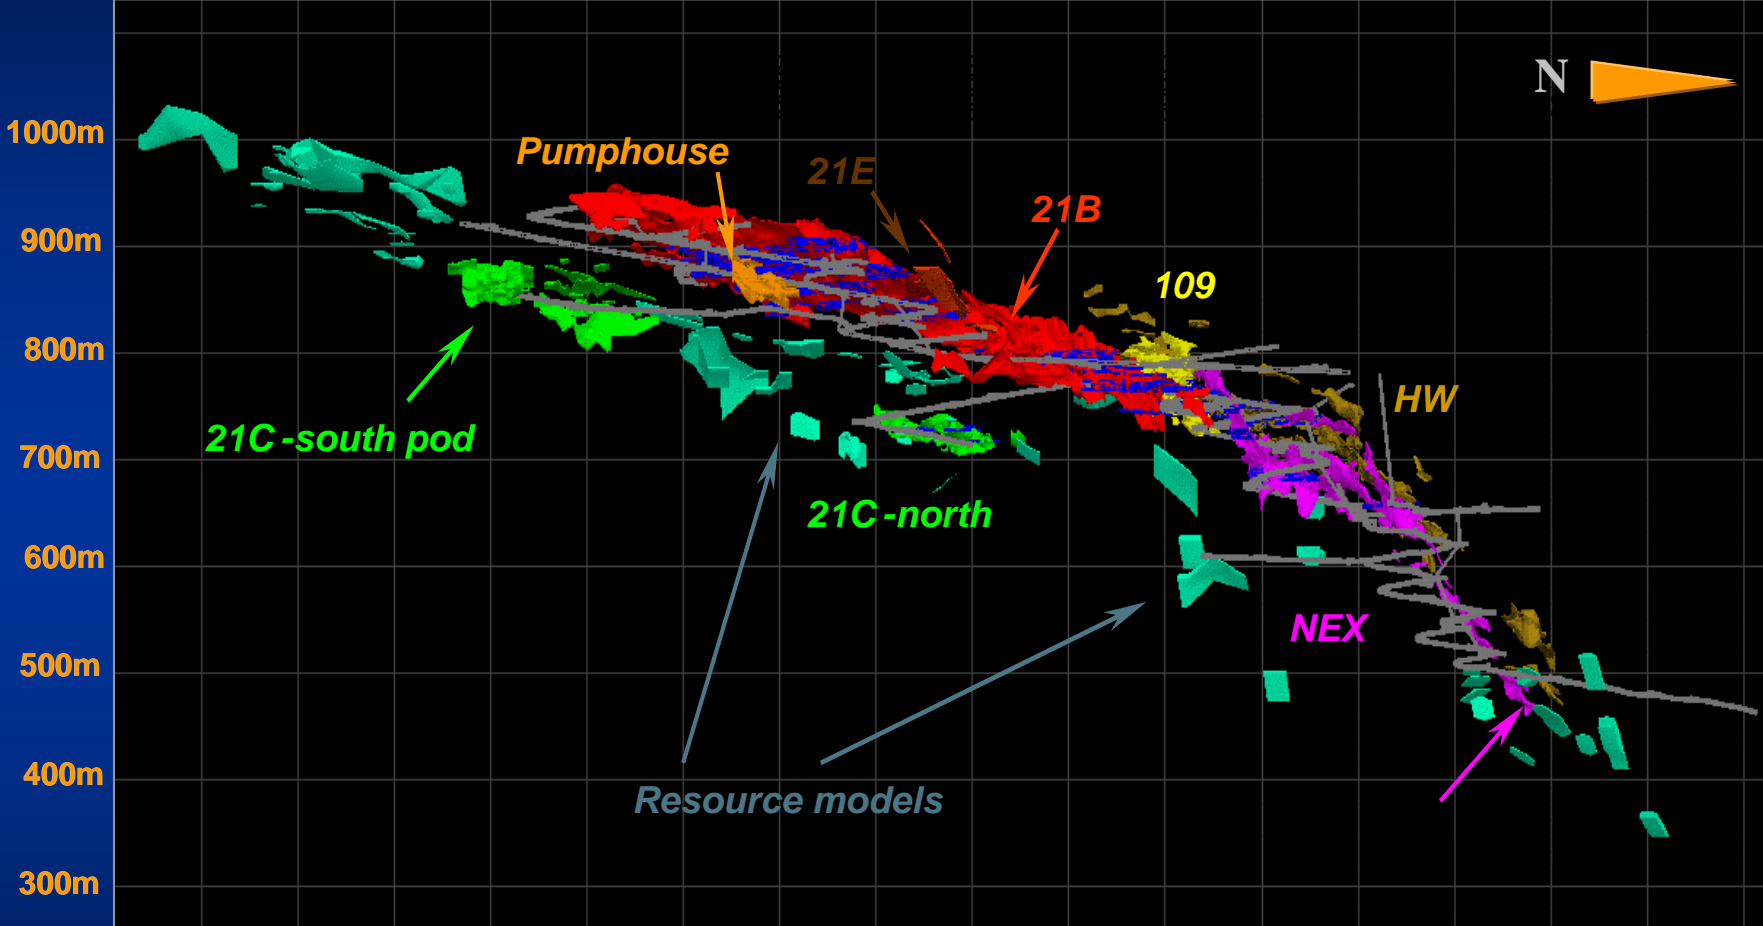 N
1000m
Pumphouse
21E
21B
900m
109
800m
HW
21C -south pod
700m
21C -north
600m
NEX
500m
400m
Resource models
300m